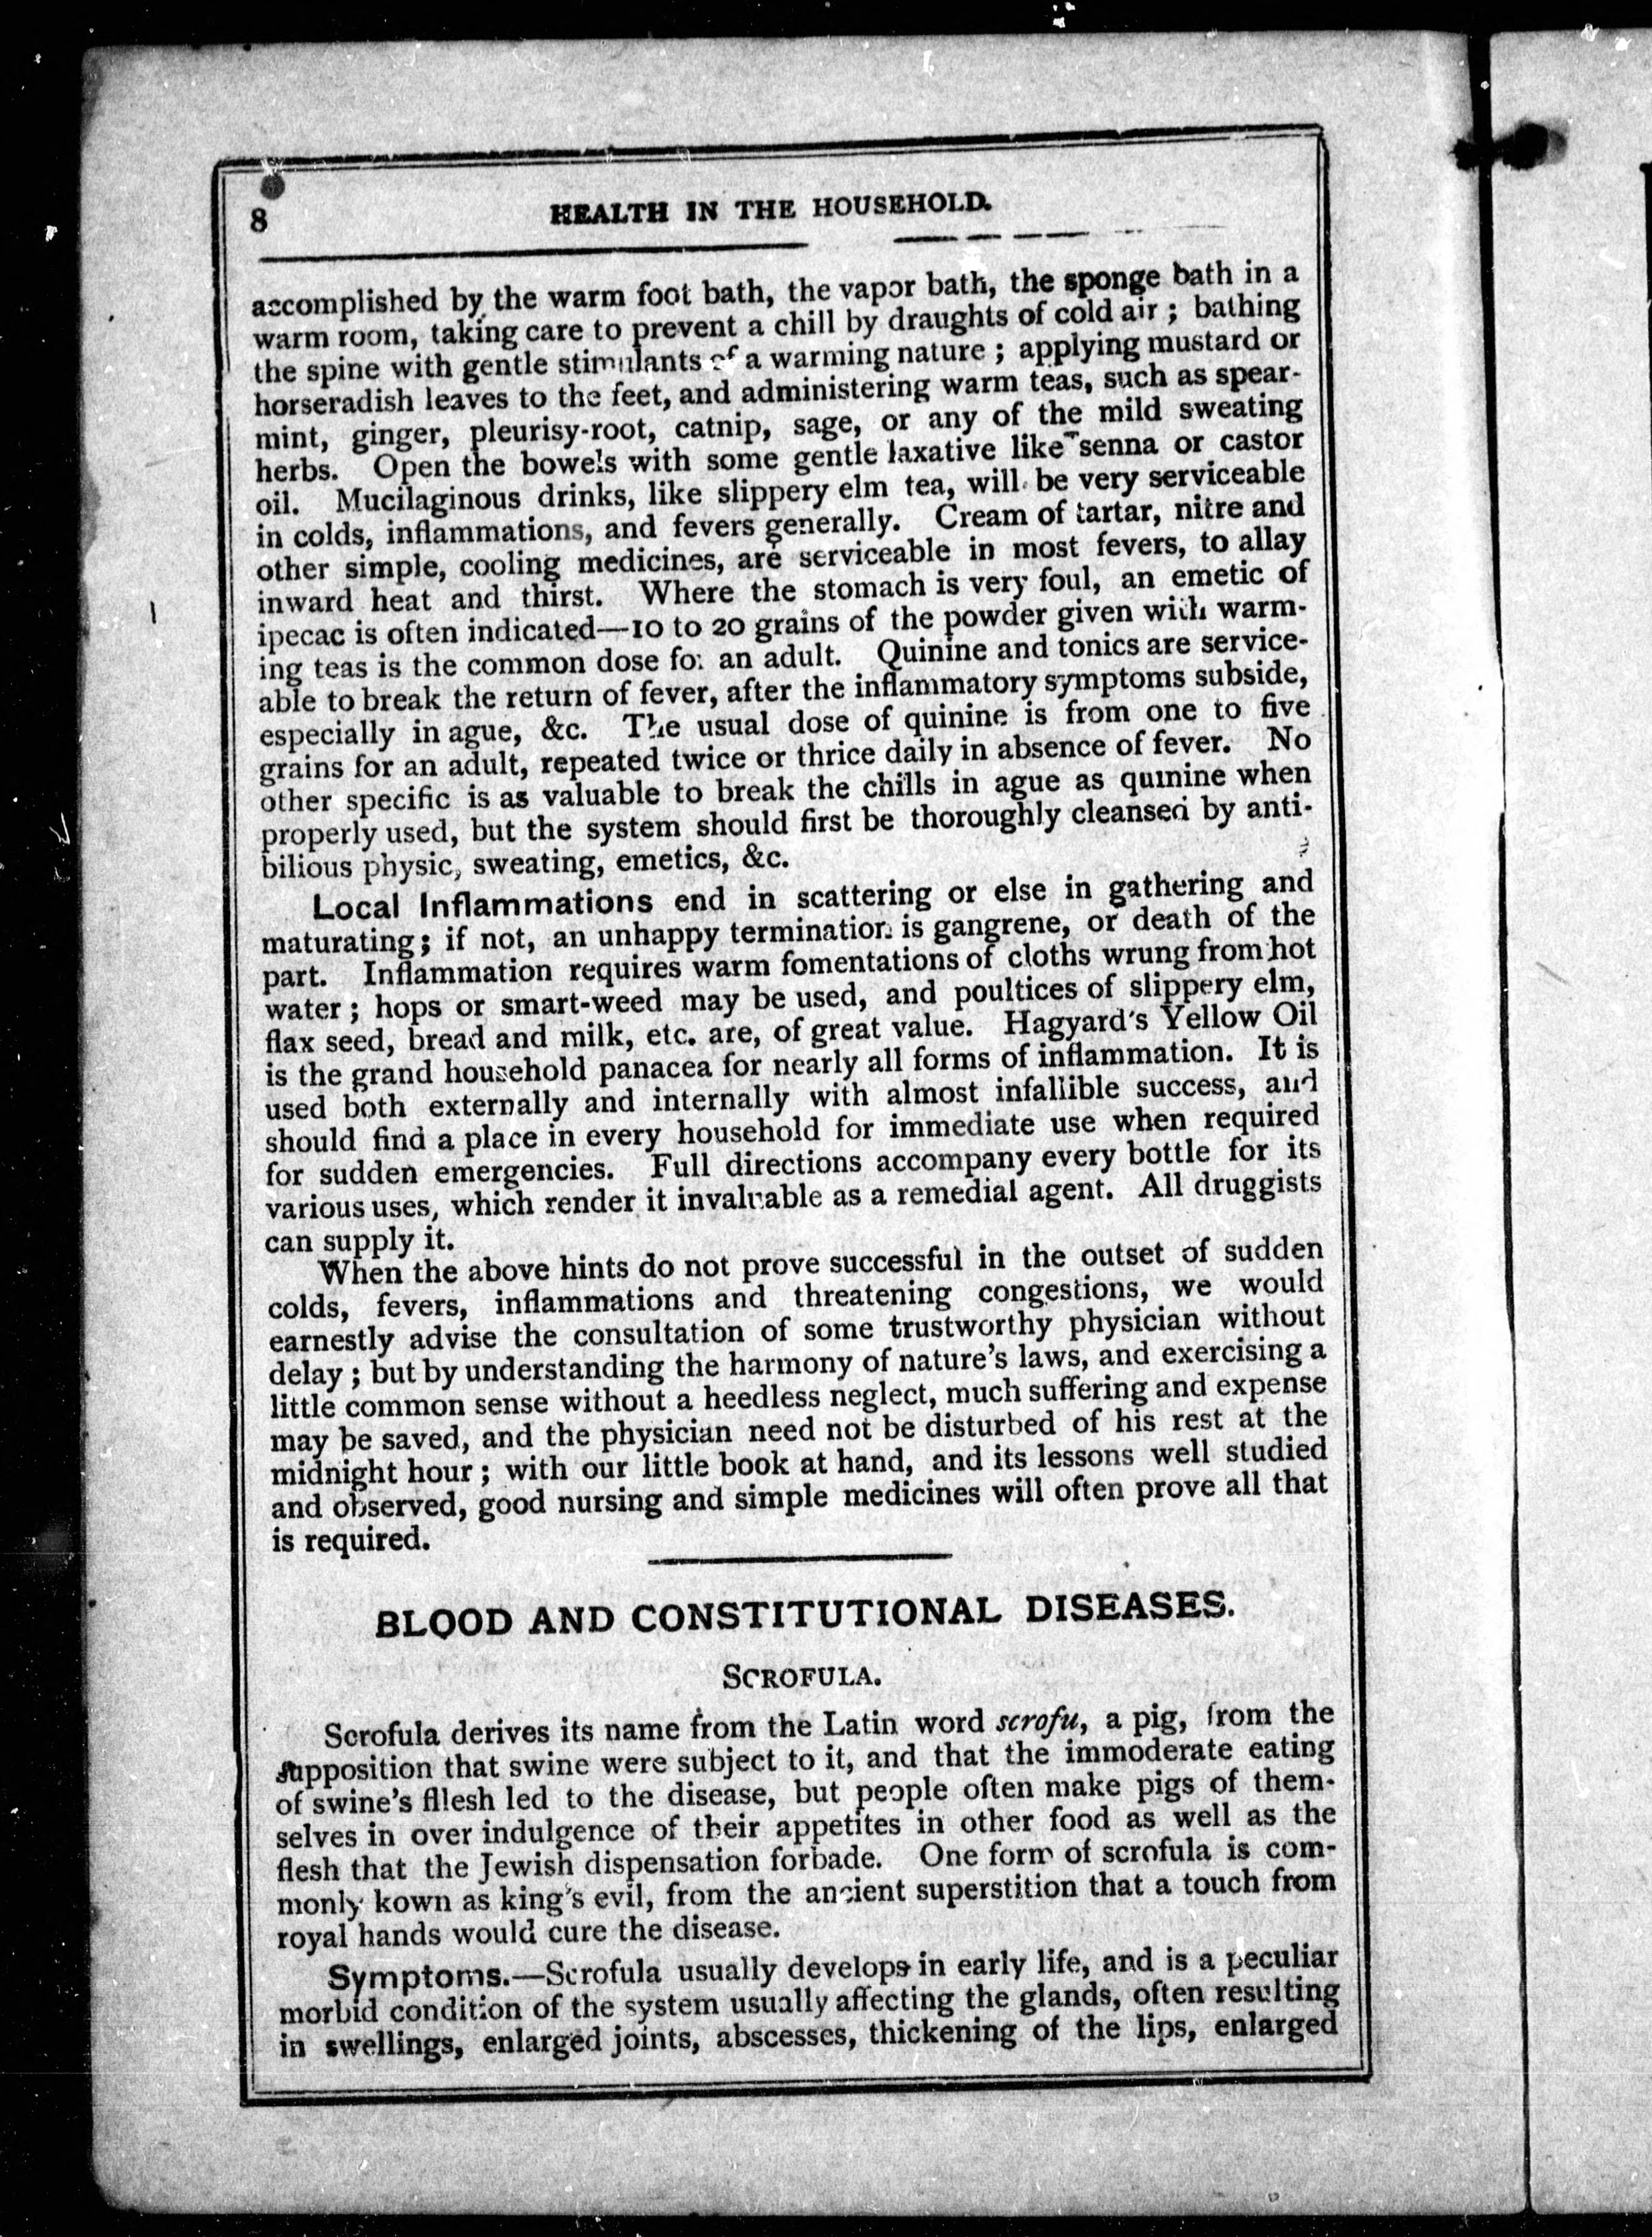 8
HEALTH IN THE HOUSEHOLD.
accomplished by the warm foot bath, the vapor bath, the sponge bath in a
warm room, taking care to prevent a chill by draughts of cold air ; bathing
the spine with gentle stimulants of a warming nature ; applying mustard or
horseradish leaves to the feet, and administering warm teas, such as spear-
mint, ginger, pleurisy-root, catnip, sage, or any of the mild sweating
herbs. Open the bowels with some gentle laxative like senna or castor
oil. Mucilaginous drinks, like slippery elm tea, will be very serviceable
in colds, inflammations, and fevers generally. Cream of tartar, nitre and
other simple, cooling medicines, are serviceable in most fevers, to allay
inward heat and thirst. Where the stomach is very foul, an emetic of
ipecac is often indicated—10 to 20 grains of the powder given with warm-
ing teas is the common dose for an adult. Quinine and tonics are service-
able to break the return of fever, after the inflammatory symptoms subside,
especially in ague, &c. The usual dose of quinine is from one to five
grains for an adult, repeated twice or thrice daily in absence of fever. No
other specific is as valuable to break the chills in ague as quinine when
properly used, but the system should first be thoroughly cleansed by anti-
bilious physic, sweating, emetics, &c.
Local Inflammations end in scattering or else in gathering and
maturating; if not, an unhappy termination is gangrene, or death of the
part. Inflammation requires warm fomentations of cloths wrung from hot
water ; hops or smart-weed may be used, and poultices of slippery elm,
flax seed, bread and milk, etc. are, of great value. Hagyard's Yellow Oil
is the grand household panacea for nearly all forms of inflammation. It is
used both externally and internally with almost infallible success, and
should find a place in every household for immediate use when required
for sudden emergencies. Full directions accompany every bottle for its
various uses, which render it invaluable as a remedial agent. All druggists
can supply it.
When the above hints do not prove successful in the outset of sudden
colds, fevers, inflammations and threatening congestions, we would
earnestly advise the consultation of some trustworthy physician without
delay ; but by understanding the harmony of nature's laws, and exercising a
little common sense without a heedless neglect, much suffering and expense
may be saved, and the physician need not be disturbed of his rest at the
midnight hour ; with our little book at hand, and its lessons well studied
and observed, good nursing and simple medicines will often prove all that
is required.
BLOOD AND CONSTITUTIONAL DISEASES.
SCROFULA.
Scrofula derives its name from the Latin word scrofu, a pig, from the
supposition that swine were subject to it, and that the immoderate eating
of swine's fllesh led to the disease, but people often make pigs of them-
selves in over indulgence of their appetites in other food as well as the
flesh that the Jewish dispensation forbade. One form of scrofula is com-
monly kown as king's evil, from the ancient superstition that a touch from
royal hands would cure the disease.
Symptoms.—Scrofula usually develops in early life, and is a peculiar
morbid condition of the system usually affecting the glands, often resulting
in swellings, enlarged joints, abscesses, thickening of the lips, enlarged